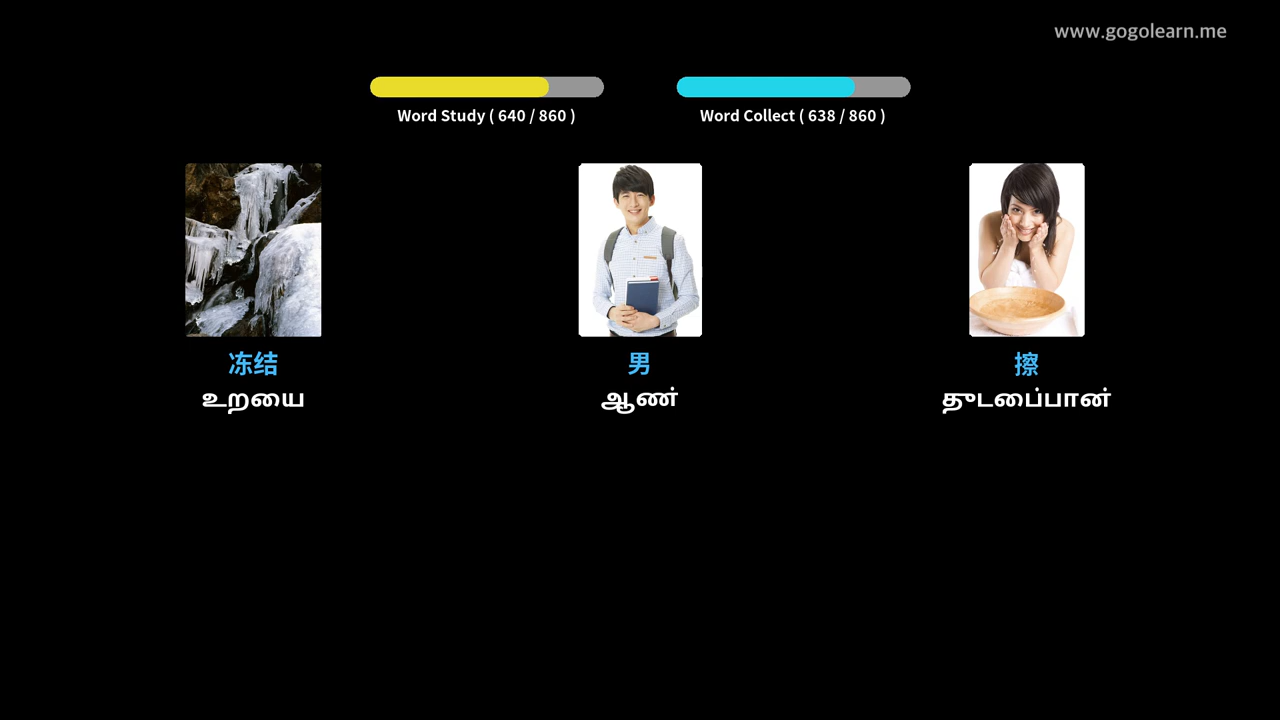 www.gogolearn.me
Word Study ( 640 / 860 )
Word Collect ( 638 / 860 )
冻结
உறயை
男
ஆண்
擦
துடைப்பான்